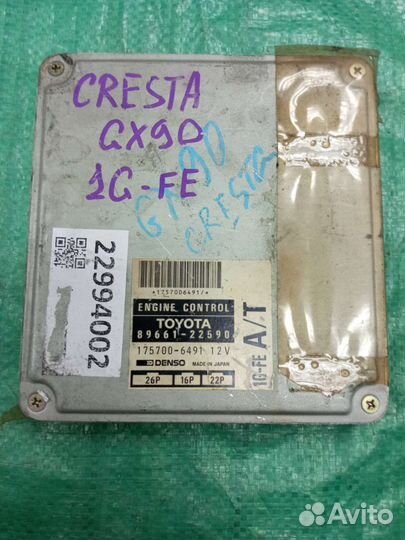 CRESTA
GX90
1G-FE
GX90
CRESTA
22994002
*1757006491/*
ENGINE CONTROL
TOYOTA
89661-22590
175700-6491 12V
DENSO MADE IN JAPAN
26P 16P 22P
1G-FE A/T
Avito